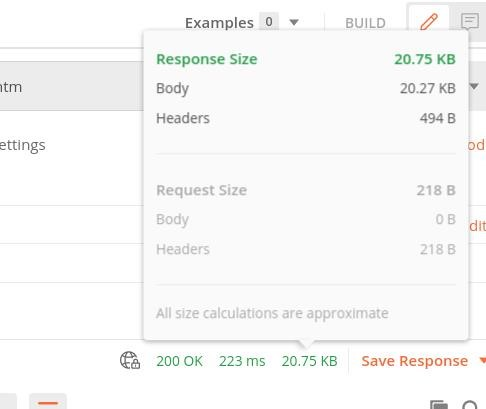 Examples 0 BUILD
ntm
Response Size 20.75 KB
Body 20.27 KB
Headers 494 B
ettings
od
Request Size 218 B
Body 0 B
dit
Headers 218 B
All size calculations are approximate
200 OK 223 ms 20.75 KB Save Response